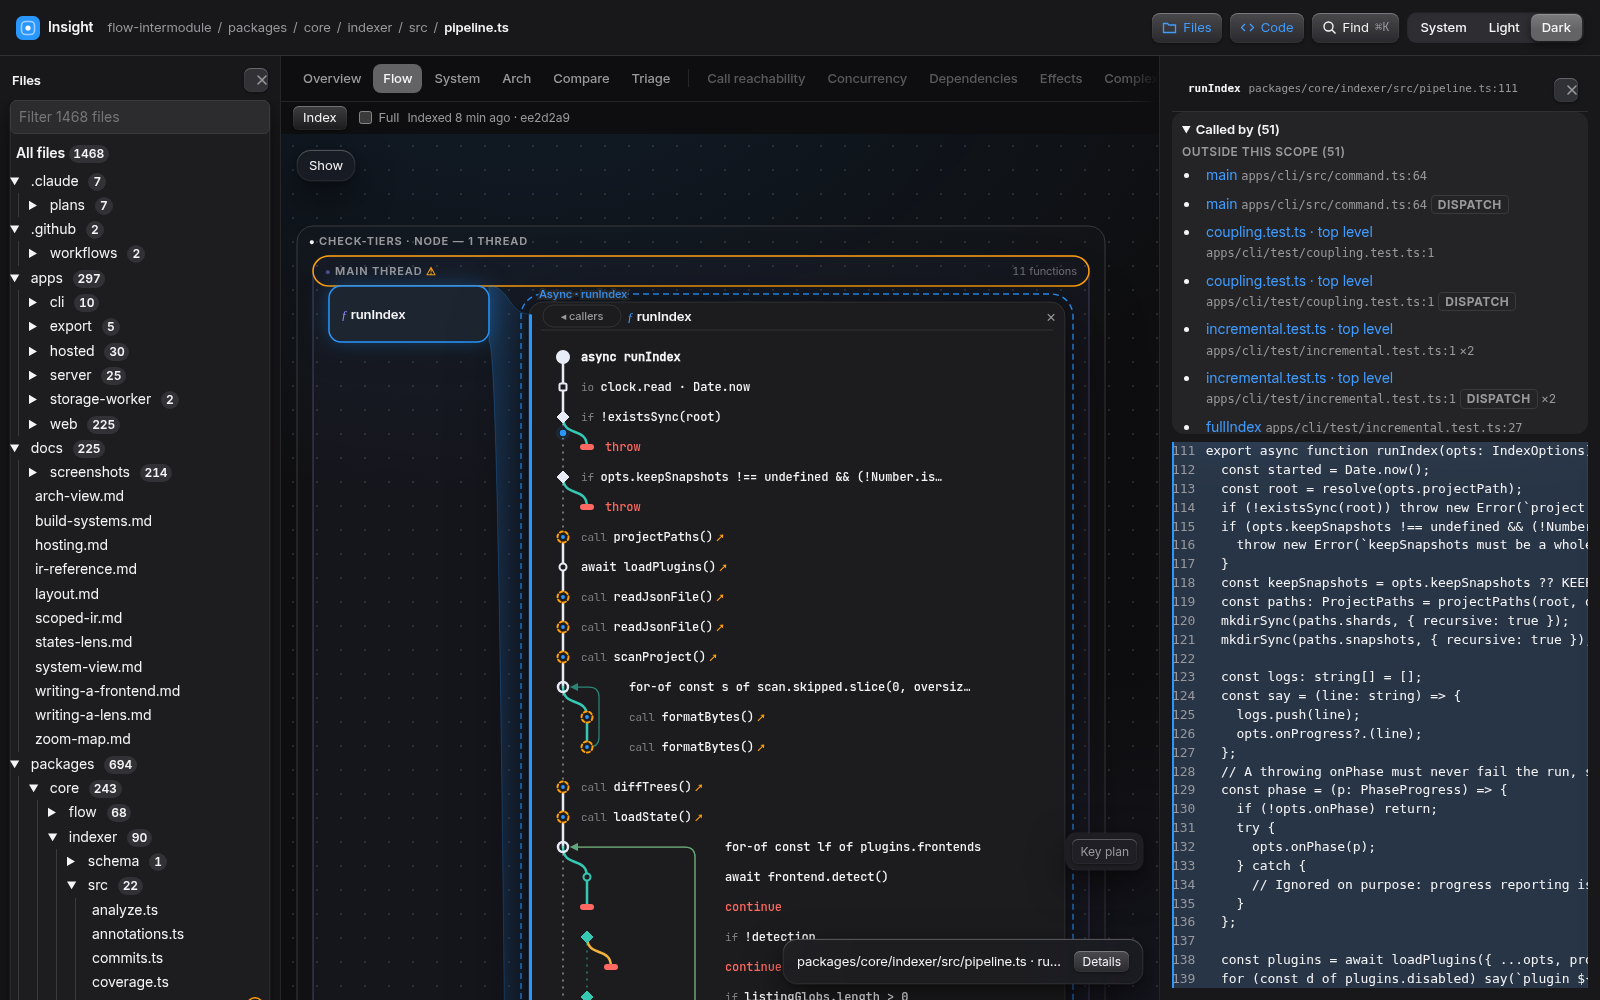 Insight flow-intermodule / packages / core / indexer / src / pipeline.ts Files Code Find ⌘K System Light Dark
Files
Filter 1468 files
All files 1468
.claude 7
plans 7
.github 2
workflows 2
apps 297
cli 10
export 5
hosted 30
server 25
storage-worker 2
web 225
docs 225
screenshots 214
arch-view.md
build-systems.md
hosting.md
ir-reference.md
layout.md
scoped-ir.md
states-lens.md
system-view.md
writing-a-frontend.md
writing-a-lens.md
zoom-map.md
packages 694
core 243
flow 68
indexer 90
schema 1
src 22
analyze.ts
annotations.ts
commits.ts
coverage.ts
Overview Flow System Arch Compare Triage Call reachability Concurrency Dependencies Effects
Index Full Indexed 8 min ago · ee2d2a9
Show
CHECK-TIERS · NODE — 1 THREAD
MAIN THREAD ⚠ 11 functions
ƒ runIndex
Async · runIndex
◂ callers ƒ runIndex ×
async runIndex
io clock.read · Date.now
if !existsSync(root)
throw
if opts.keepSnapshots !== undefined && (!Number.is…
throw
call projectPaths() ↗
await loadPlugins() ↗
call readJsonFile() ↗
call readJsonFile() ↗
call scanProject() ↗
for-of const s of scan.skipped.slice(0, oversiz…
call formatBytes() ↗
call formatBytes() ↗
call diffTrees() ↗
call loadState() ↗
for-of const lf of plugins.frontends
await frontend.detect()
continue
if !detection
continue
if listingGlobs.length > 0
Key plan
packages/core/indexer/src/pipeline.ts · ru... Details
runIndex packages/core/indexer/src/pipeline.ts:111
Called by (51)
OUTSIDE THIS SCOPE (51)
main apps/cli/src/command.ts:64
main apps/cli/src/command.ts:64 DISPATCH
coupling.test.ts · top level
apps/cli/test/coupling.test.ts:1
coupling.test.ts · top level
apps/cli/test/coupling.test.ts:1 DISPATCH
incremental.test.ts · top level
apps/cli/test/incremental.test.ts:1 ×2
incremental.test.ts · top level
apps/cli/test/incremental.test.ts:1 DISPATCH ×2
fullIndex apps/cli/test/incremental.test.ts:27
111 export async function runIndex(opts: IndexOptions
112 const started = Date.now();
113 const root = resolve(opts.projectPath);
114 if (!existsSync(root)) throw new Error(`project
115 if (opts.keepSnapshots !== undefined && (!Number
116 throw new Error(`keepSnapshots must be a whole
117 }
118 const keepSnapshots = opts.keepSnapshots ?? KEE
119 const paths: ProjectPaths = projectPaths(root,
120 mkdirSync(paths.shards, { recursive: true });
121 mkdirSync(paths.snapshots, { recursive: true })
122
123 const logs: string[] = [];
124 const say = (line: string) => {
125 logs.push(line);
126 opts.onProgress?.(line);
127 };
128 // A throwing onPhase must never fail the run,
129 const phase = (p: PhaseProgress) => {
130 if (!opts.onPhase) return;
131 try {
132 opts.onPhase(p);
133 } catch {
134 // Ignored on purpose: progress reporting is
135 }
136 };
137
138 const plugins = await loadPlugins({ ...opts, pro
139 for (const d of plugins.disabled) say(`plugin $